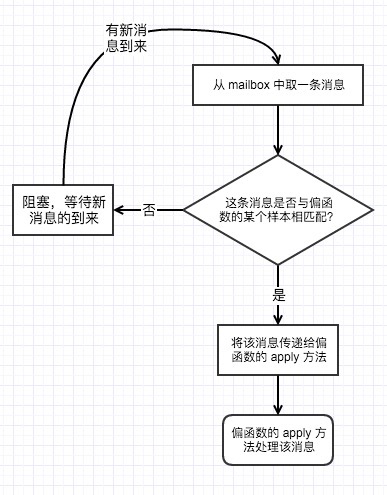 有新消
息到来
从 mailbox 中取一条消息
这条消息是否与偏函
数的某个样本相匹配?
阻塞，等待新
消息的到来
否
是
将该消息传递给偏
函数的 apply 方法
偏函数的 apply 方
法处理该消息